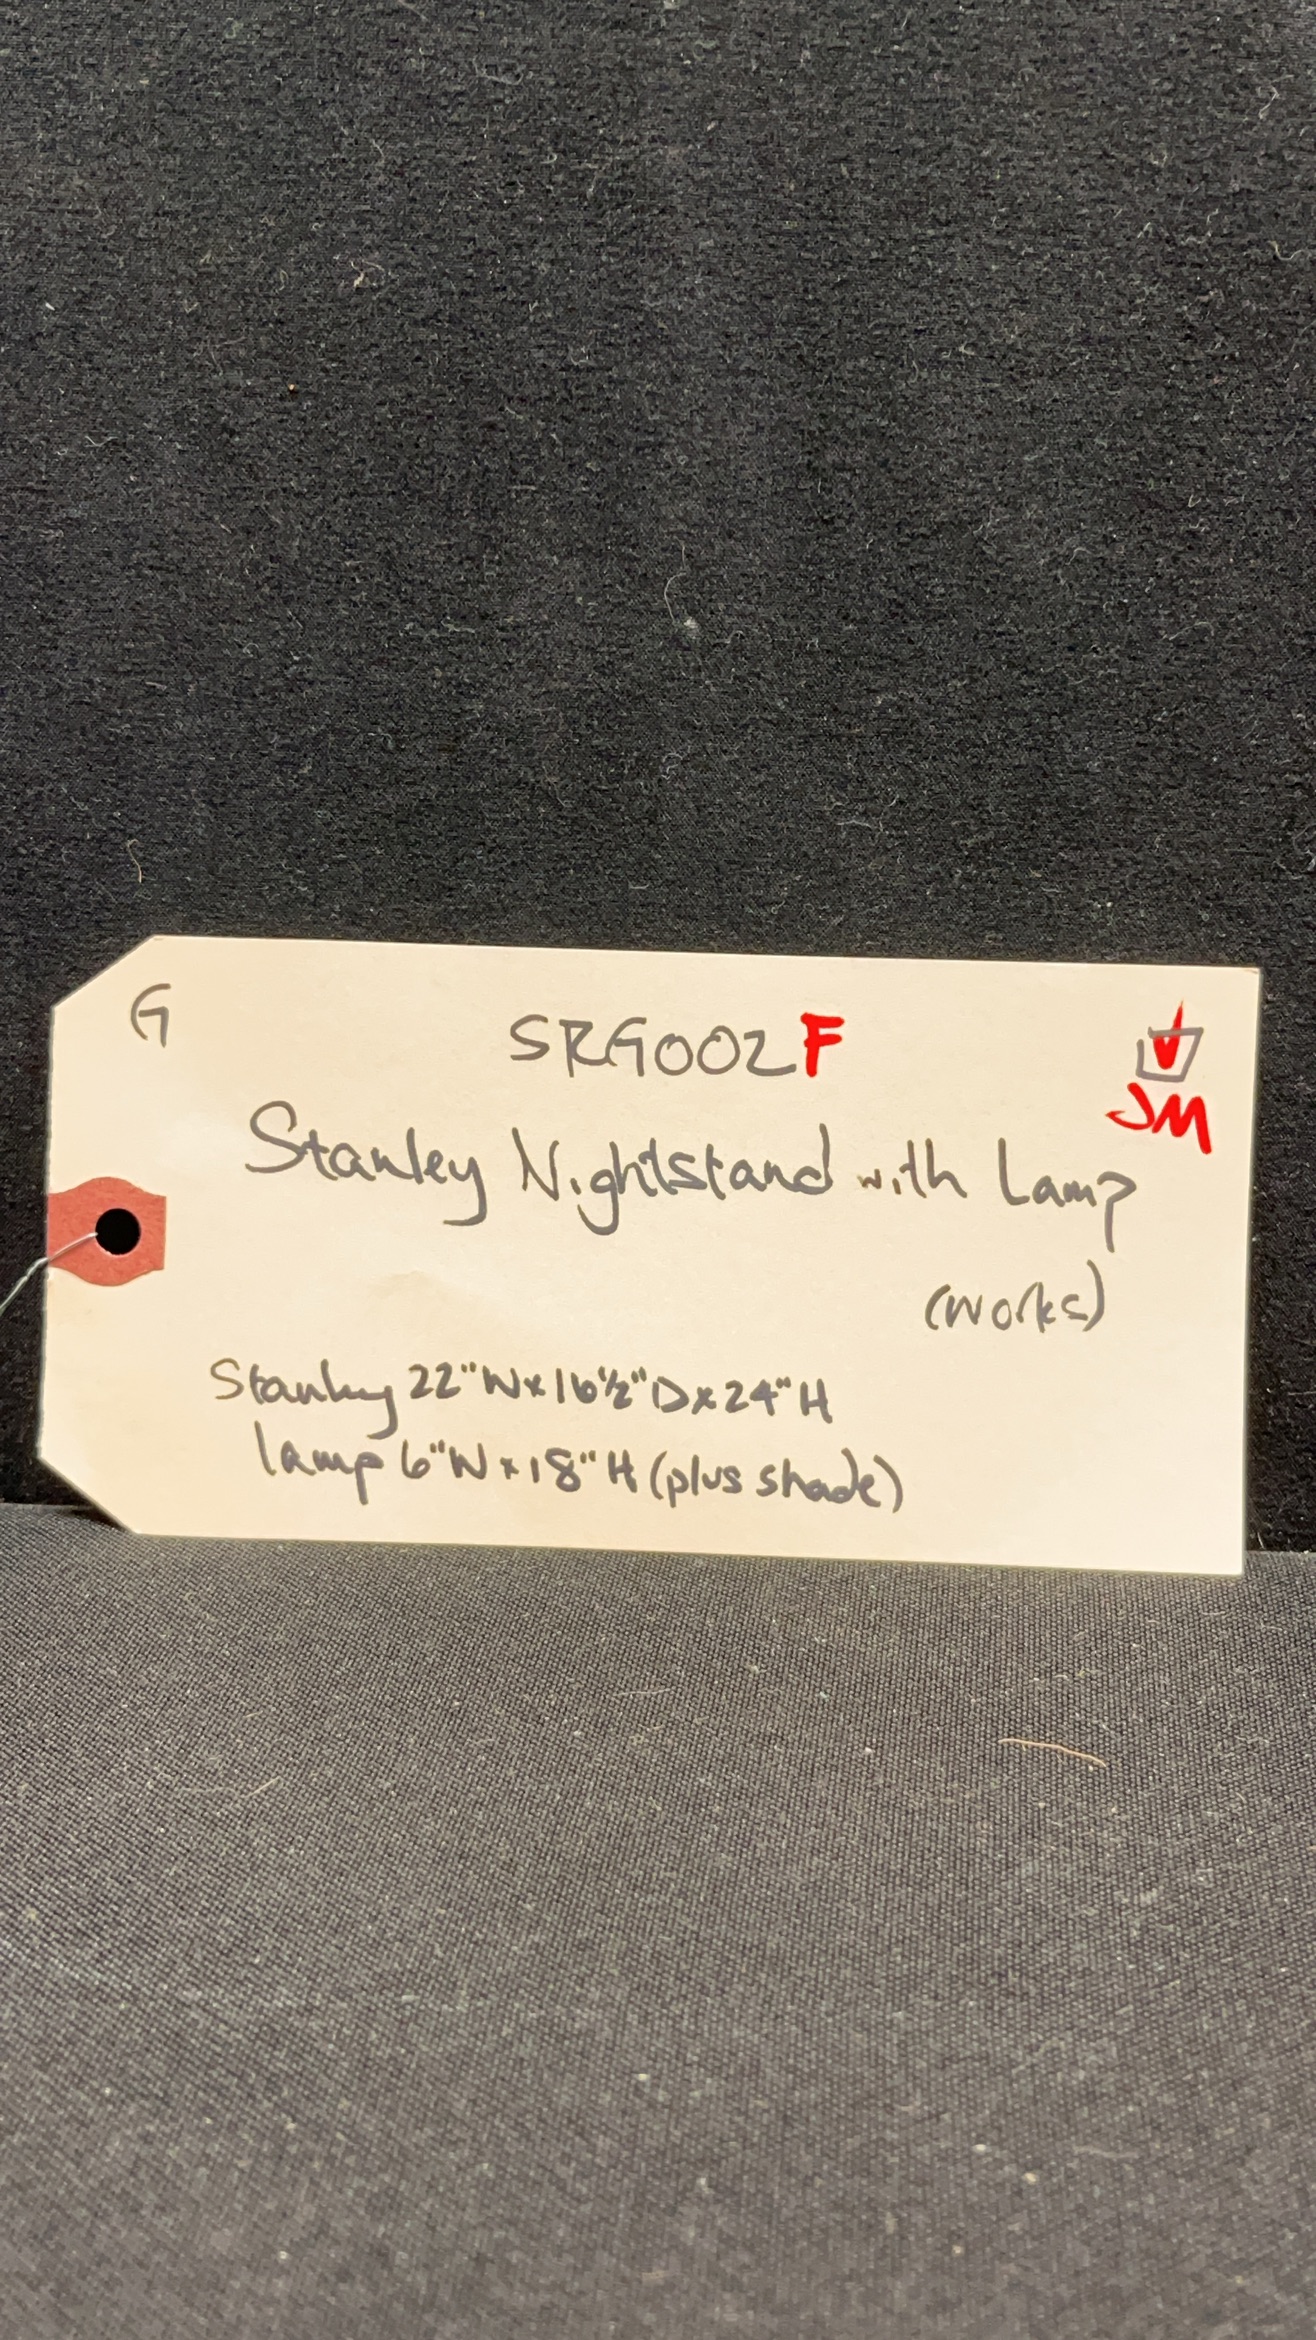 G
SRG002F
JM
Stanley Nightstand with Lamp
(works)
Stanley 22"W x 16½"D x 24"H
lamp 6"W x 18"H (plus shade)